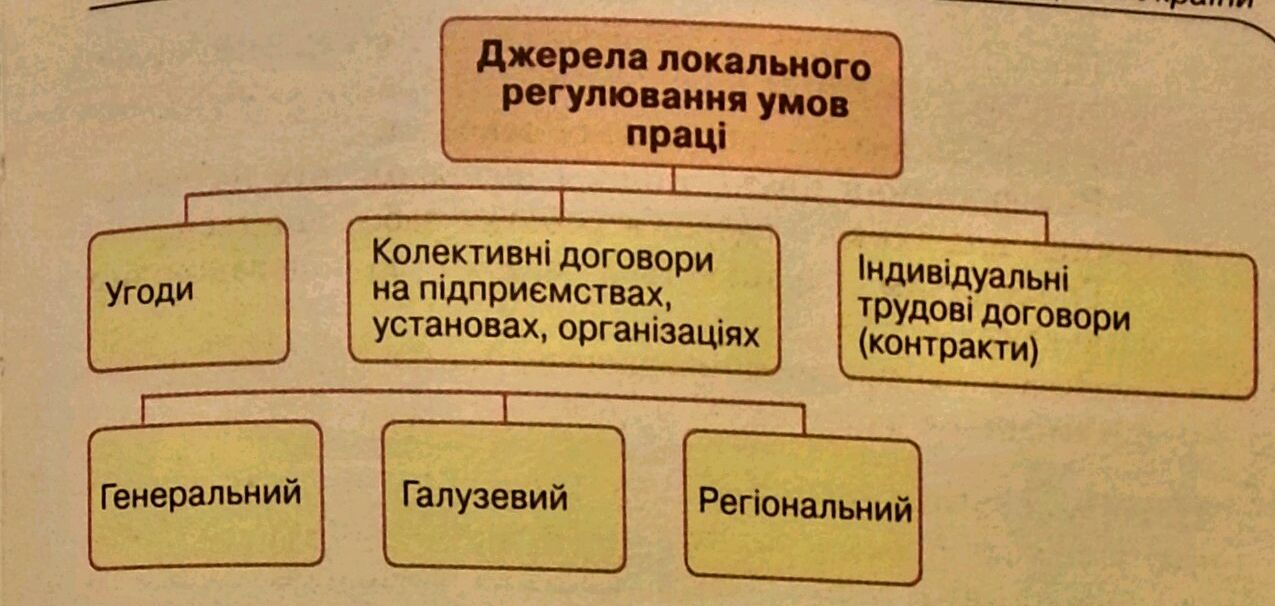 Джерела локального
регулювання умов
праці
Угоди
Колективні договори
на підприємствах,
установах, організаціях
Індивідуальні
трудові договори
(контракти)
Генеральний
Галузевий
Регіональний